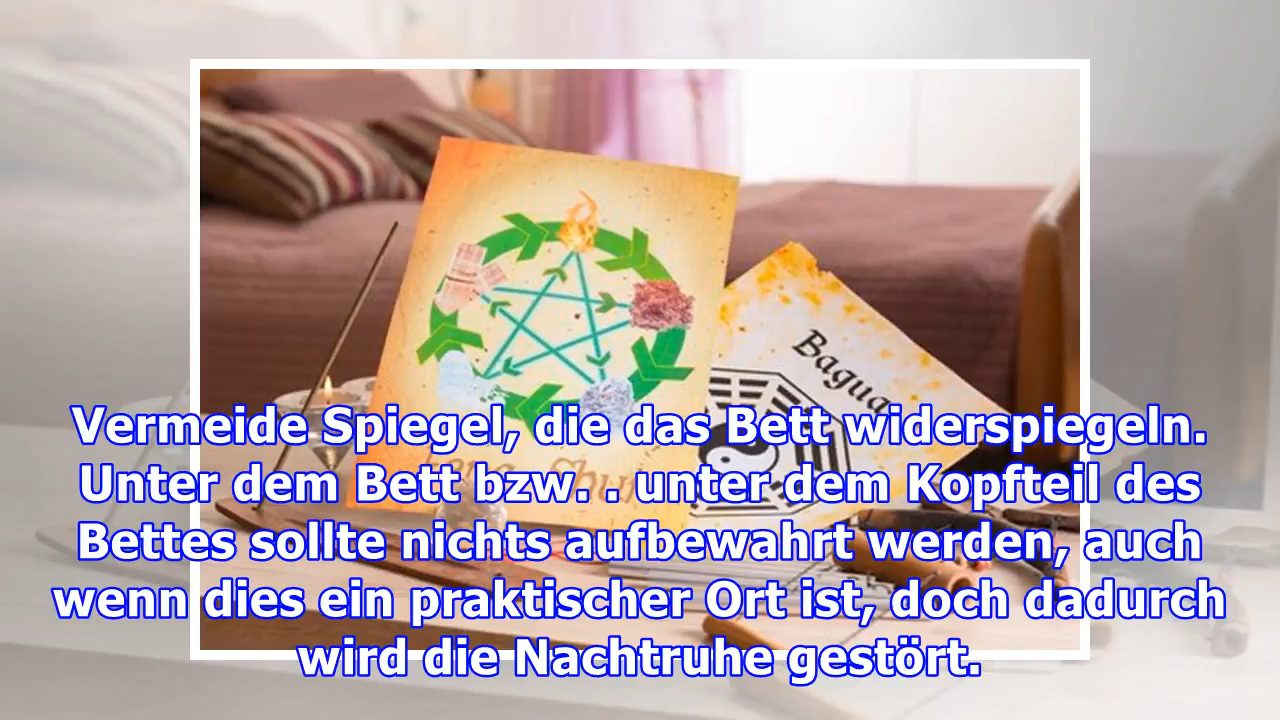 Bagua
Vermeide Spiegel, die das Bett widerspiegeln.
Unter dem Bett bzw. . unter dem Kopfteil des
Bettes sollte nichts aufbewahrt werden, auch
wenn dies ein praktischer Ort ist, doch dadurch
wird die Nachtruhe gestört.